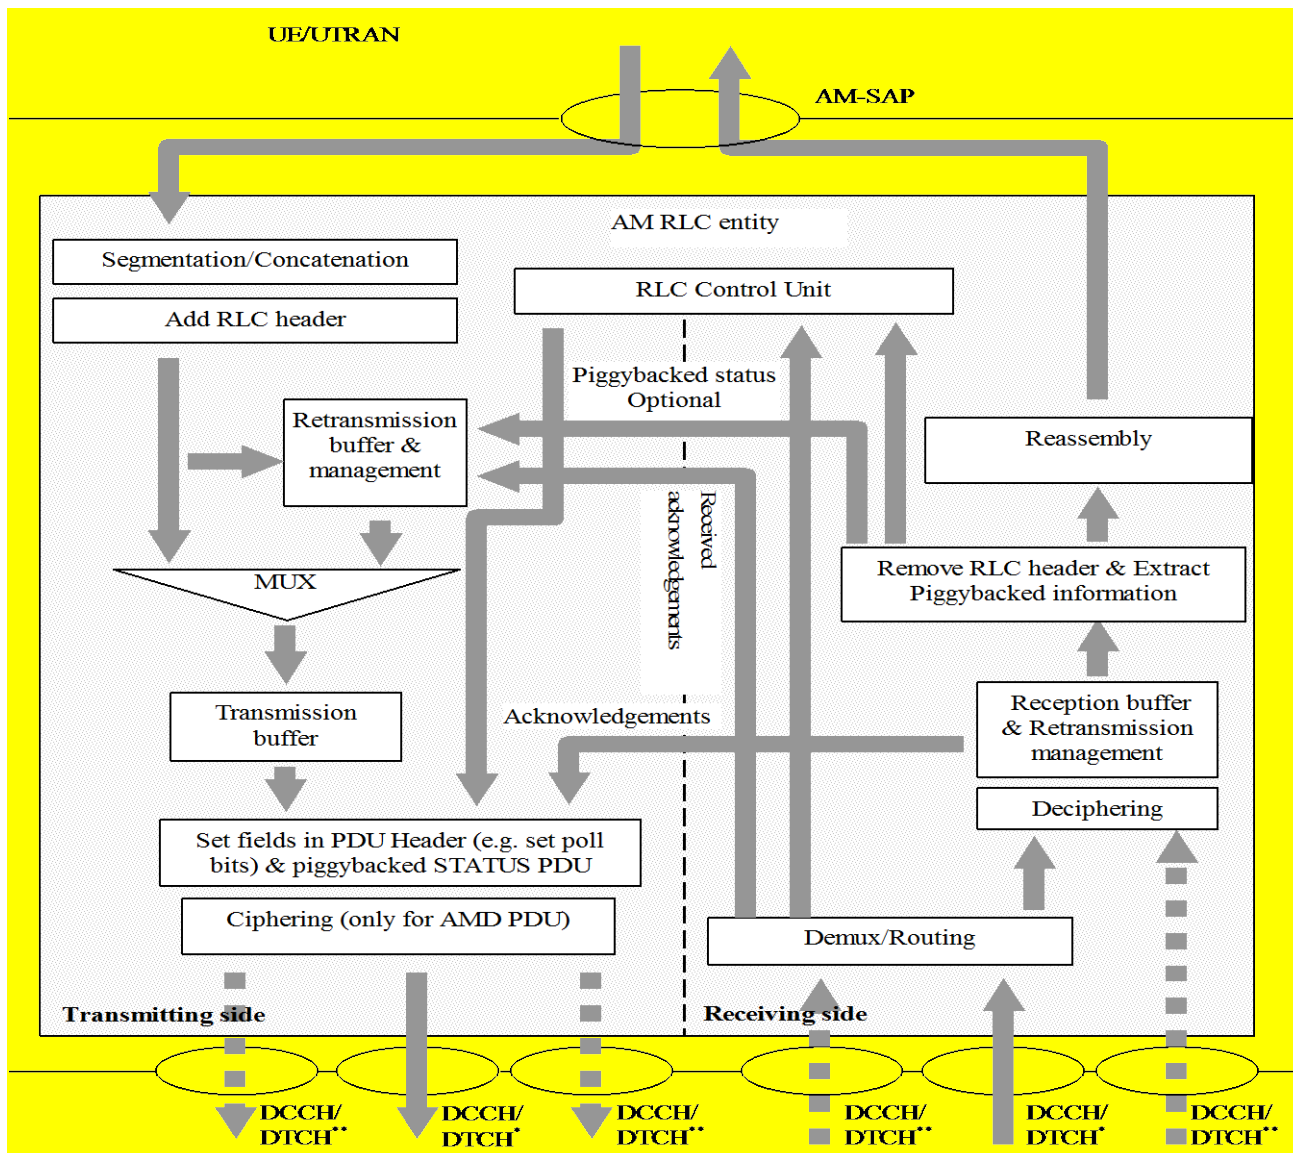 UE/UTRAN
AM-SAP
AM RLC entity
Segmentation/Concatenation
RLC Control Unit
Add RLC header
Piggybacked status
Optional
Retransmission
buffer &
management
Reassembly
Received
acknowledgements
MUX
Remove RLC header & Extract
Piggybacked information
Transmission
buffer
Acknowledgements
Reception buffer
& Retransmission
management
Deciphering
Set fields in PDU Header (e.g. set poll
bits) & piggybacked STATUS PDU
Ciphering (only for AMD PDU)
Demux/Routing
Transmitting side
Receiving side
DCCH/
DTCH**
DCCH/
DTCH*
DCCH/
DTCH**
DCCH/
DTCH**
DCCH/
DTCH*
DCCH/
DTCH**